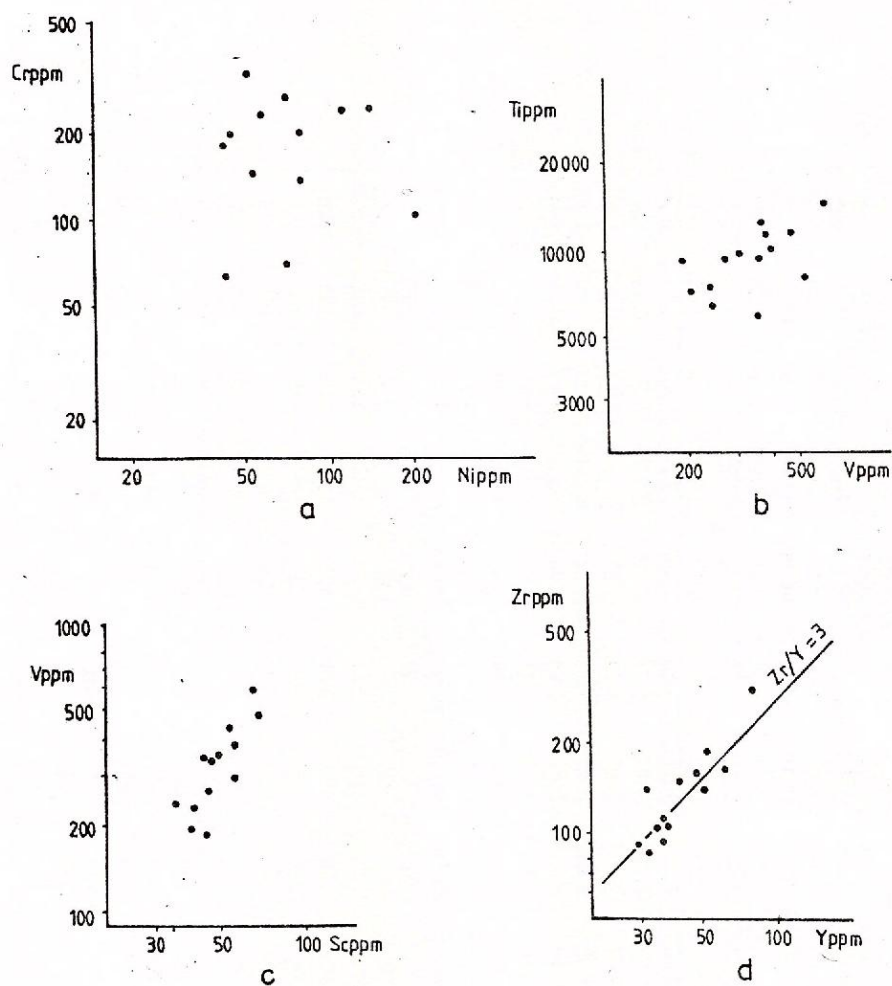 500
Crppm
200
100
50
20
20 50 100 200 Nippm
a
Tippm
20000
10000
5000
3000
200 500 Vppm
b
1000
Vppm
500
200
100
30 50 100 Scppm
c
Zrppm
500
200
100
Zr/Y = 3
30 50 100 Yppm
d